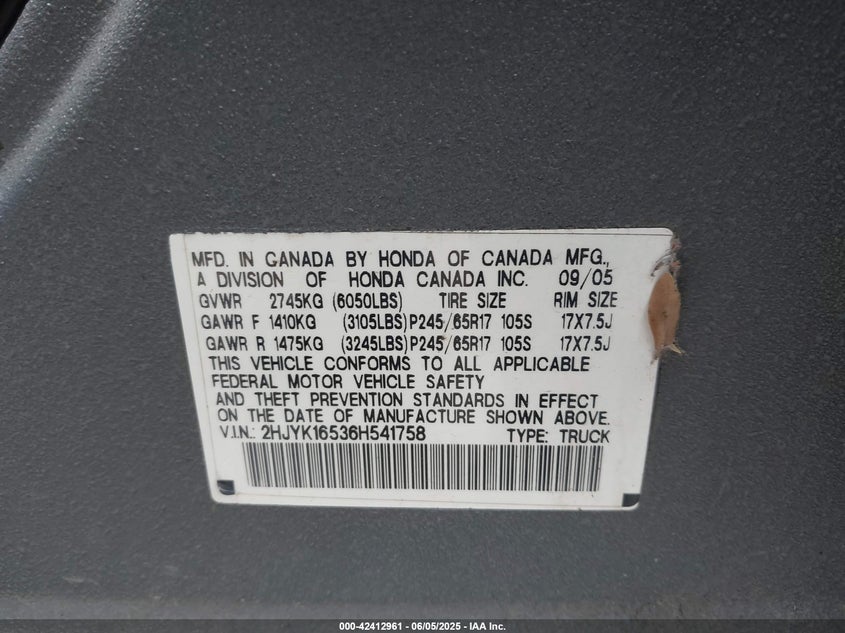 MFD. IN CANADA BY HONDA OF CANADA MFG.,
A DIVISION OF HONDA CANADA INC. 09/05
GVWR 2745KG (6050LBS) TIRE SIZE RIM SIZE
GAWR F 1410KG (3105LBS)P245/65R17 105S 17X7.5J
GAWR R 1475KG (3245LBS)P245/65R17 105S 17X7.5J
THIS VEHICLE CONFORMS TO ALL APPLICABLE
FEDERAL MOTOR VEHICLE SAFETY
AND THEFT PREVENTION STANDARDS IN EFFECT
ON THE DATE OF MANUFACTURE SHOWN ABOVE.
V.I.N.: 2HJYK16536H541758 TYPE: TRUCK
000-42412961 - 06/05/2025 - IAA Inc.